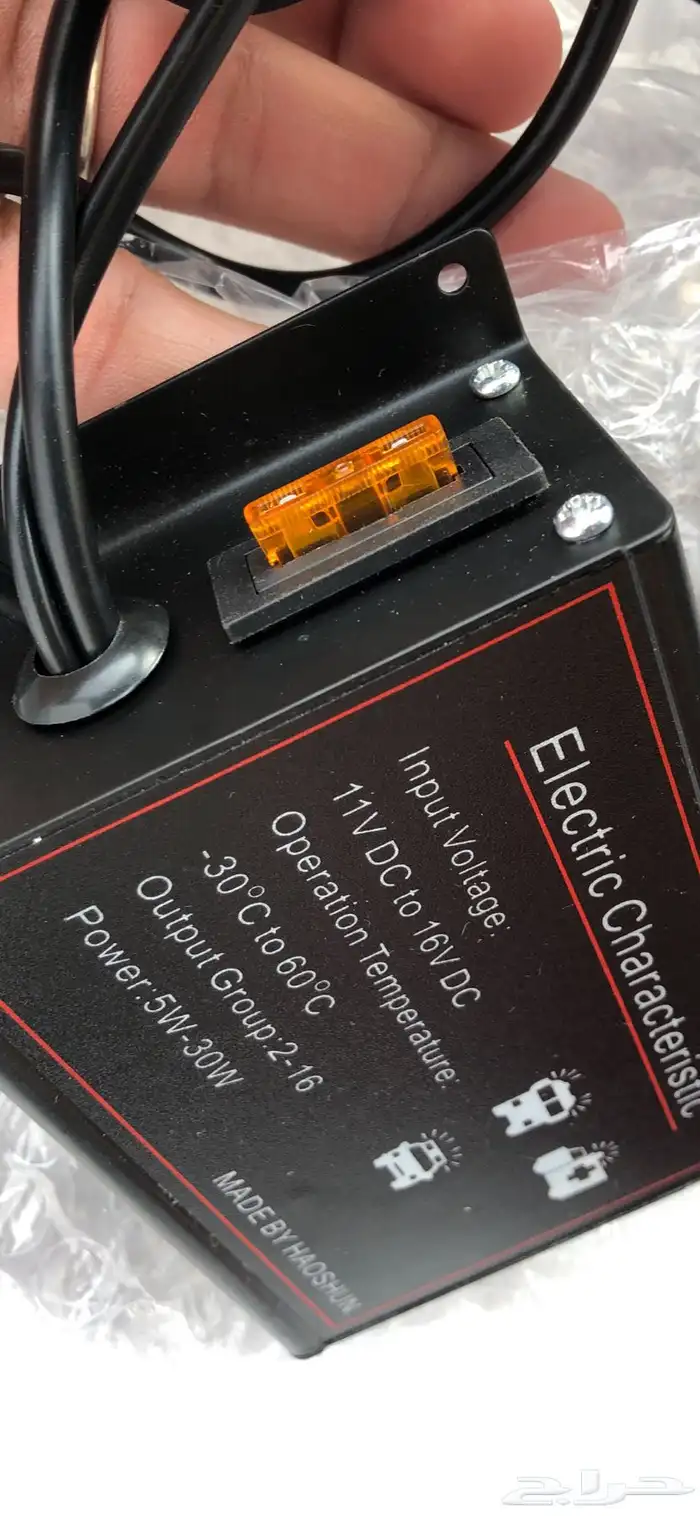 Electric Characteristic
Input Voltage:
11V DC to 16V DC
Operation Temperature:
-30°C to 60°C
Output Group:2-16
Power:5W-30W
MADE BY HAOSHUN
حراج